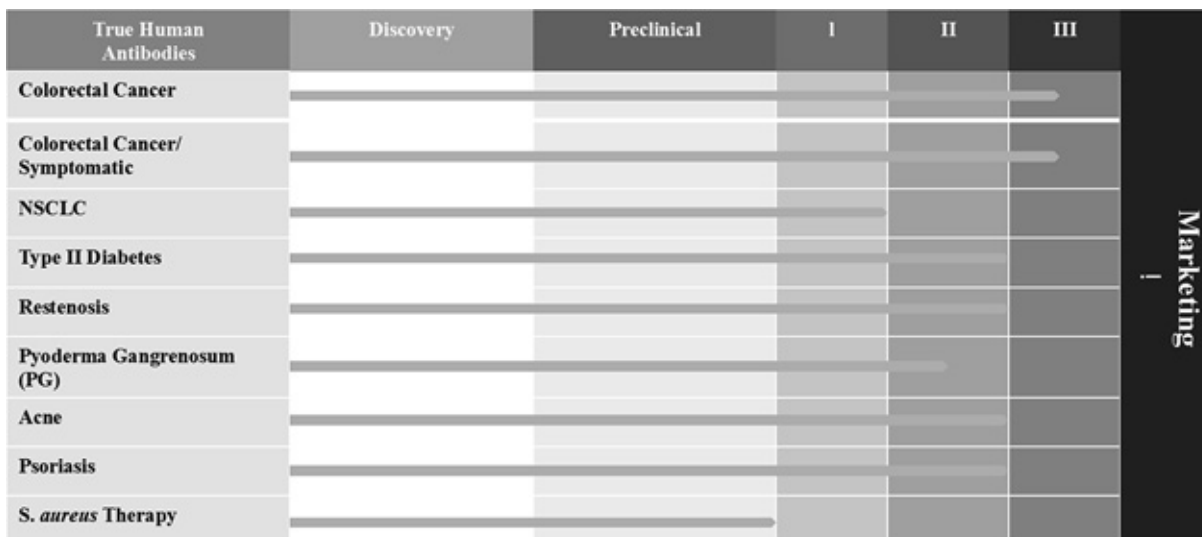 True Human Discovery Preclinical I II III
Antibodies
Colorectal Cancer
Colorectal Cancer/
Symptomatic
NSCLC
Type II Diabetes
Restenosis
Pyoderma Gangrenosum
(PG)
Acne
Psoriasis
S. aureus Therapy
Marketing